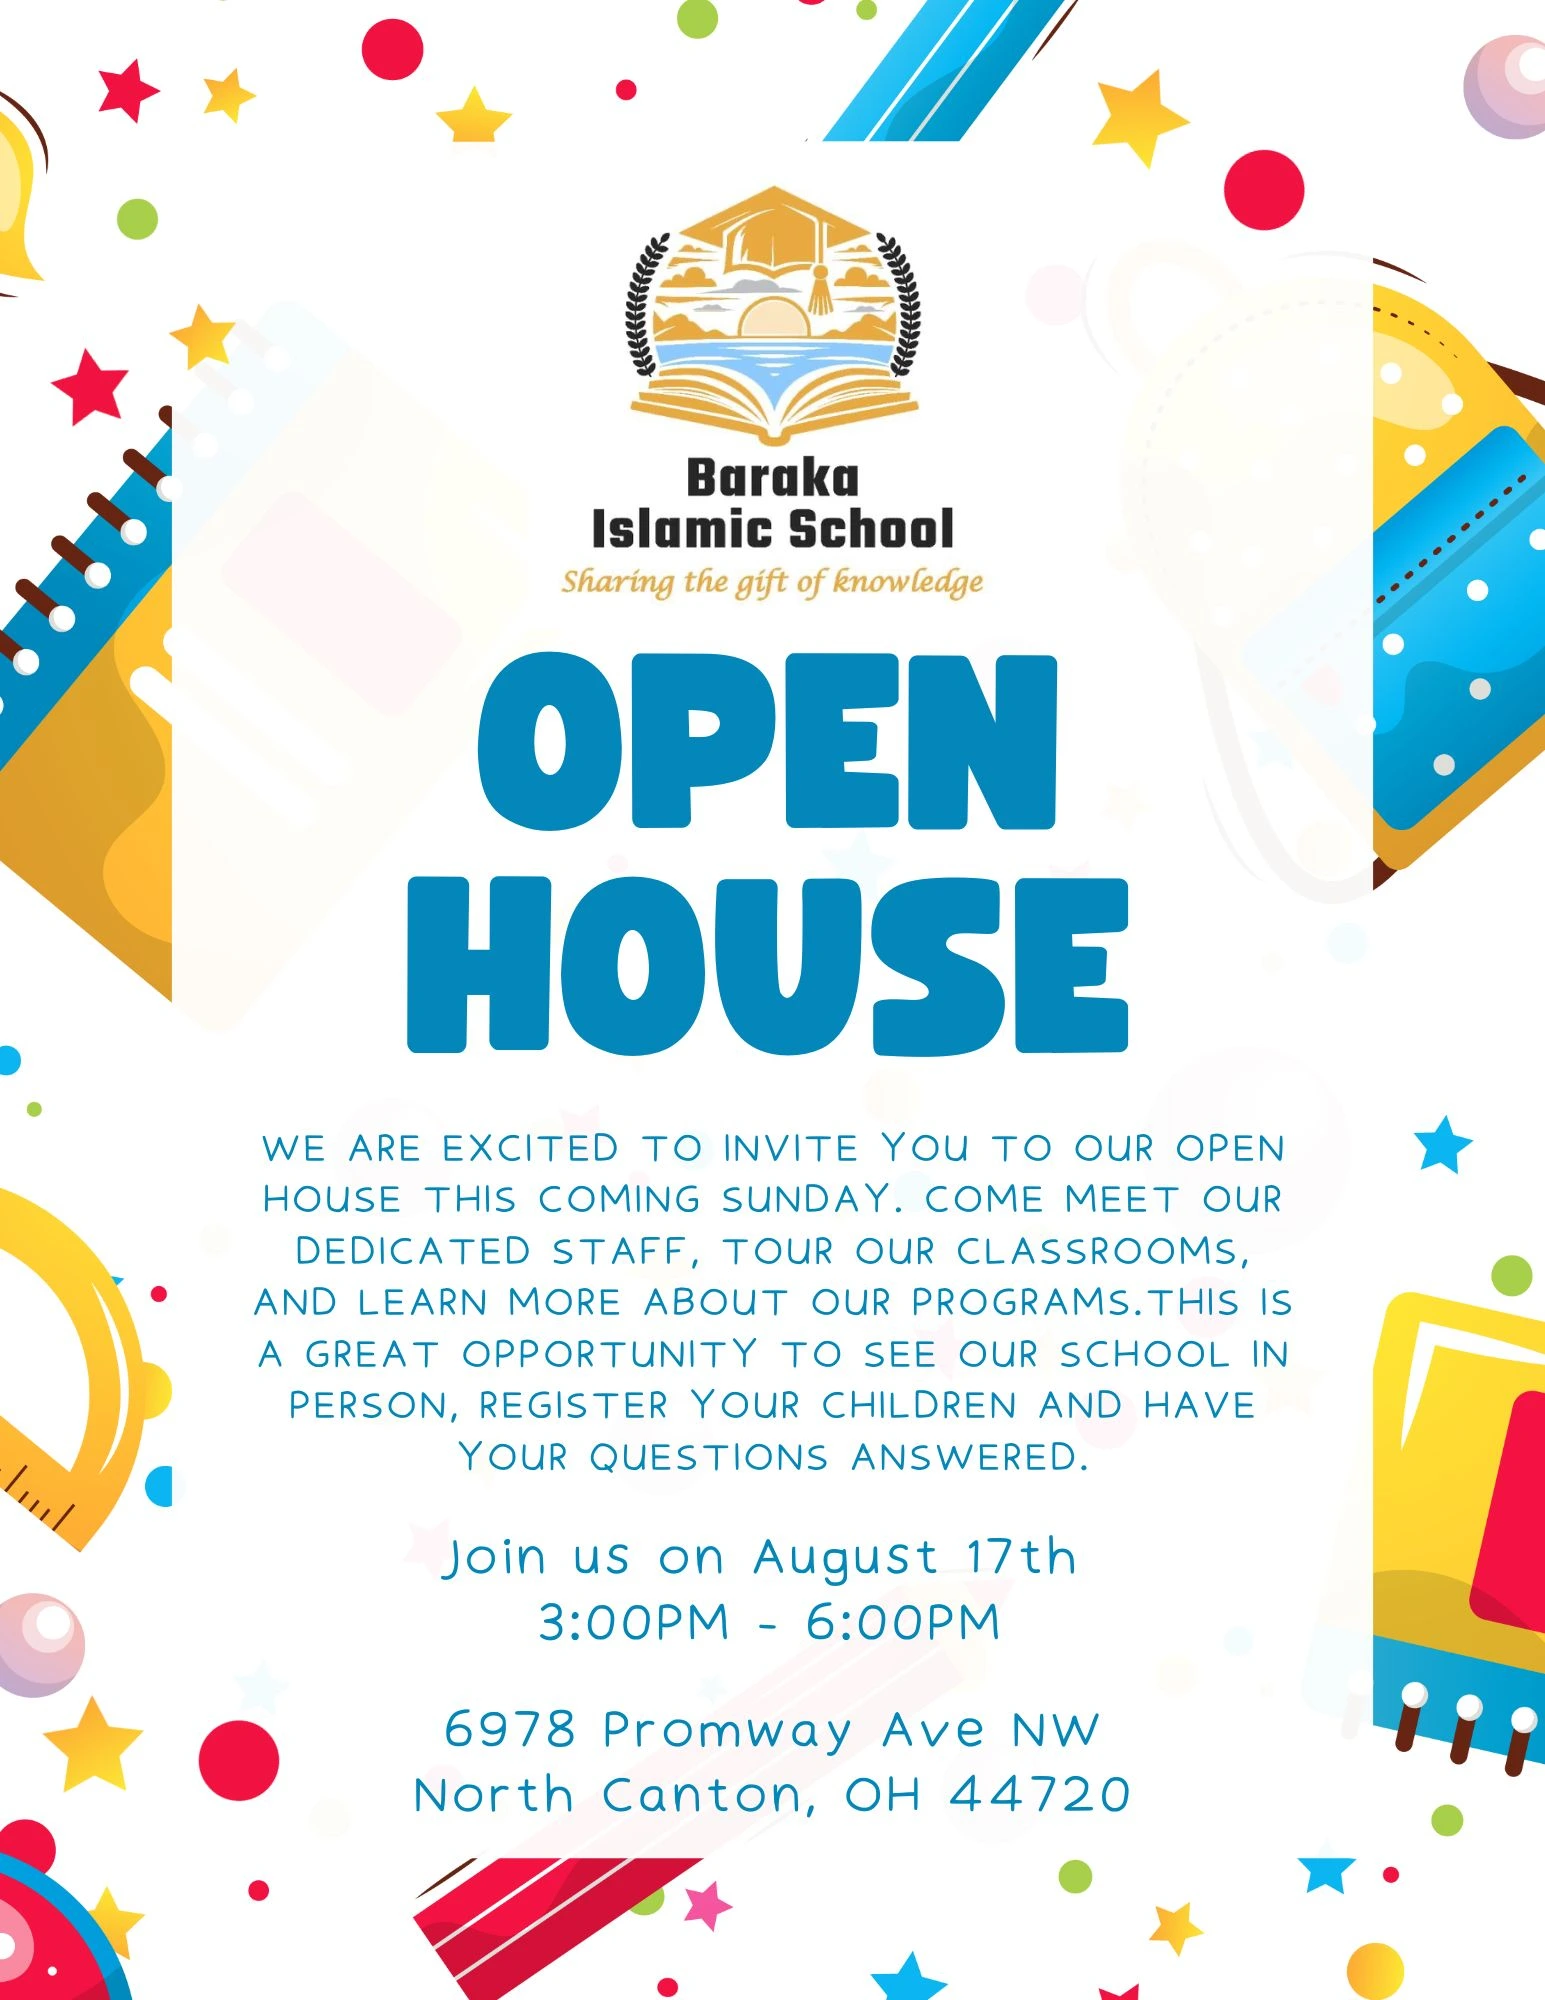 Baraka
Islamic School
Sharing the gift of knowledge
OPEN
HOUSE
WE ARE EXCITED TO INVITE YOU TO OUR OPEN
HOUSE THIS COMING SUNDAY. COME MEET OUR
DEDICATED STAFF, TOUR OUR CLASSROOMS,
AND LEARN MORE ABOUT OUR PROGRAMS.THIS IS
A GREAT OPPORTUNITY TO SEE OUR SCHOOL IN
PERSON, REGISTER YOUR CHILDREN AND HAVE
YOUR QUESTIONS ANSWERED.
Join us on August 17th
3:00PM - 6:00PM
6978 Promway Ave NW
North Canton, OH 44720